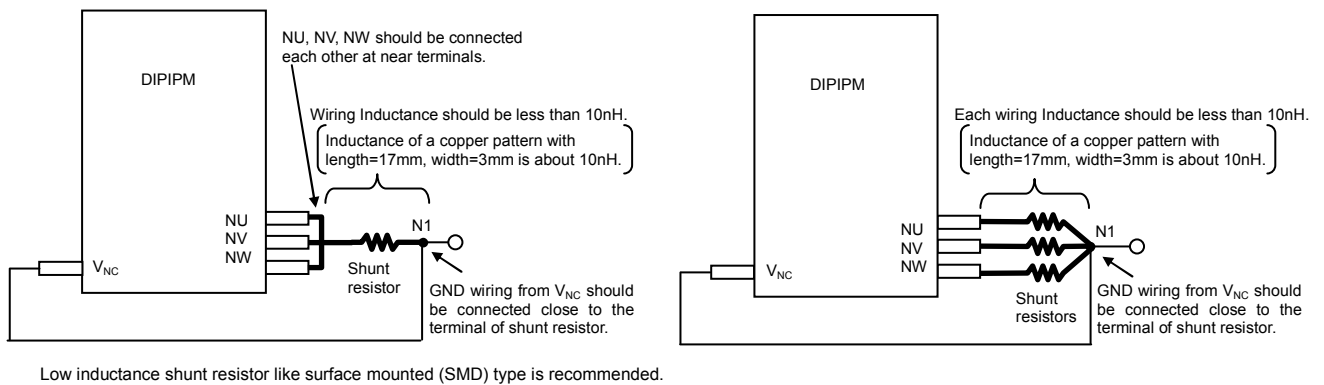 NU, NV, NW should be connected
each other at near terminals.
DIPIPM
Wiring Inductance should be less than 10nH.
Inductance of a copper pattern with
length=17mm, width=3mm is about 10nH.
NU
NV
NW
N1
VNC
Shunt
resistor
GND wiring from VNC should
be connected close to the
terminal of shunt resistor.
DIPIPM
Each wiring Inductance should be less than 10nH.
Inductance of a copper pattern with
length=17mm, width=3mm is about 10nH.
NU
NV
NW
N1
VNC
Shunt
resistors
GND wiring from VNC should
be connected close to the
terminal of shunt resistor.
Low inductance shunt resistor like surface mounted (SMD) type is recommended.